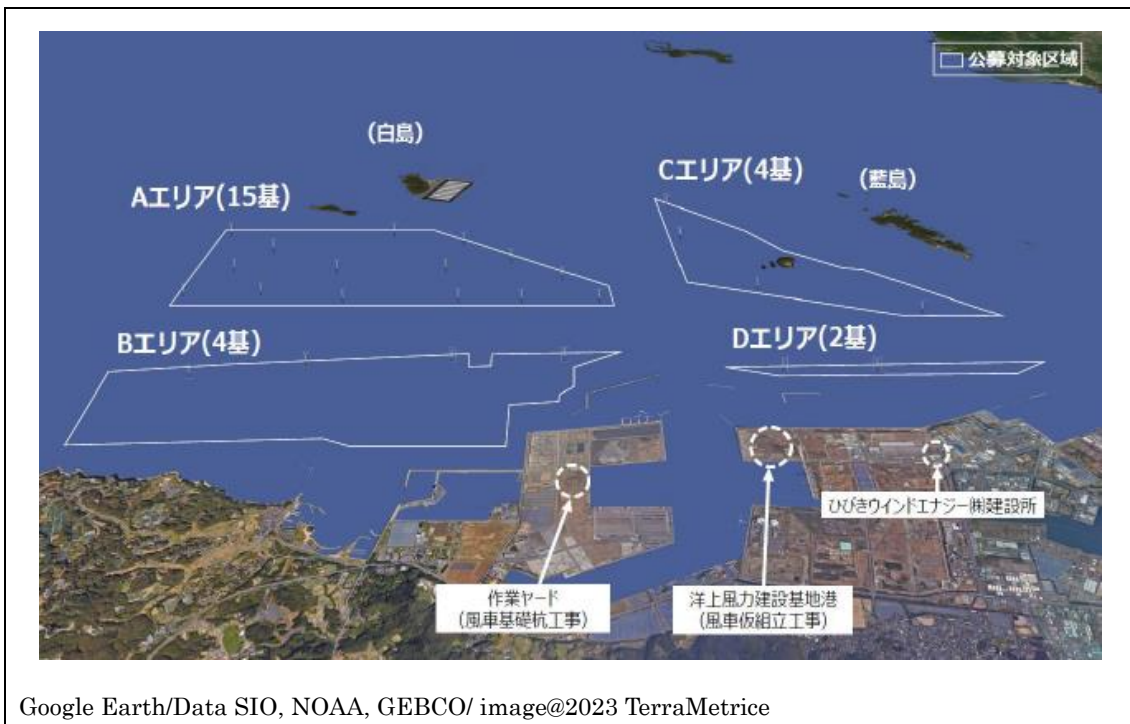 公募対象区域
(白島)
Aエリア(15基)
Cエリア(4基)
(藍島)
Bエリア(4基)
Dエリア(2基)
ひびきウインドエナジー㈱建設所
作業ヤード
(風車基礎杭工事)
洋上風力建設基地港
(風車仮組立工事)
Google Earth/Data SIO, NOAA, GEBCO/ image@2023 TerraMetrice